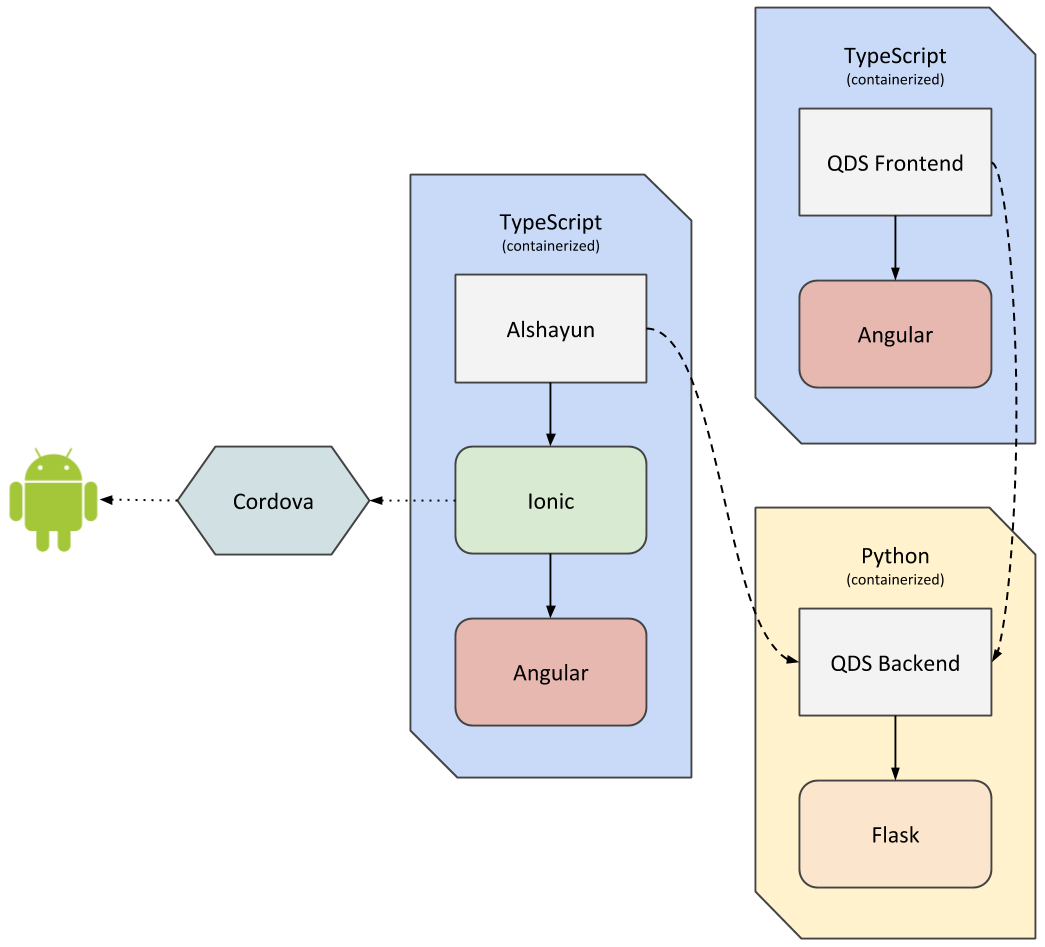 TypeScript
(containerized)
QDS Frontend
Angular
TypeScript
(containerized)
Alshayun
Ionic
Angular
Cordova
Python
(containerized)
QDS Backend
Flask